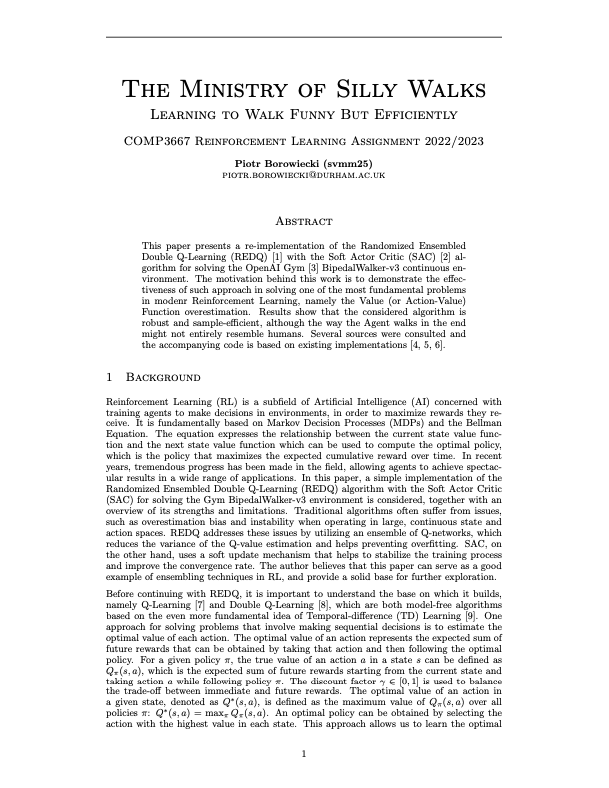 The Ministry of Silly Walks
Learning to Walk Funny But Efficiently
COMP3667 Reinforcement Learning Assignment 2022/2023
Piotr Borowiecki (svmm25)
piotr.borowiecki@durham.ac.uk
Abstract
This paper presents a re-implementation of the Randomized Ensembled
Double Q-Learning (REDQ) [1] with the Soft Actor Critic (SAC) [2] al-
gorithm for solving the OpenAI Gym [3] BipedalWalker-v3 continuous en-
vironment. The motivation behind this work is to demonstrate the effec-
tiveness of such approach in solving one of the most fundamental problems
in modenr Reinforcement Learning, namely the Value (or Action-Value)
Function overestimation. Results show that the considered algorithm is
robust and sample-efficient, although the way the Agent walks in the end
might not entirely resemble humans. Several sources were consulted and
the accompanying code is based on existing implementations [4, 5, 6].
1 Background
Reinforcement Learning (RL) is a subfield of Artificial Intelligence (AI) concerned with
training agents to make decisions in environments, in order to maximize rewards they re-
ceive. It is fundamentally based on Markov Decision Processes (MDPs) and the Bellman
Equation. The equation expresses the relationship between the current state value func-
tion and the next state value function which can be used to compute the optimal policy,
which is the policy that maximizes the expected cumulative reward over time. In recent
years, tremendous progress has been made in the field, allowing agents to achieve spectac-
ular results in a wide range of applications. In this paper, a simple implementation of the
Randomized Ensembled Double Q-Learning (REDQ) algorithm with the Soft Actor Critic
(SAC) for solving the Gym BipedalWalker-v3 environment is considered, together with an
overview of its strengths and limitations. Traditional algorithms often suffer from issues,
such as overestimation bias and instability when operating in large, continuous state and
action spaces. REDQ addresses these issues by utilizing an ensemble of Q-networks, which
reduces the variance of the Q-value estimation and helps preventing overfitting. SAC, on
the other hand, uses a soft update mechanism that helps to stabilize the training process
and improve the convergence rate. The author believes that this paper can serve as a good
example of ensembling techniques in RL, and provide a solid base for further exploration.
Before continuing with REDQ, it is important to understand the base on which it builds,
namely Q-Learning [7] and Double Q-Learning [8], which are both model-free algorithms
based on the even more fundamental idea of Temporal-difference (TD) Learning [9]. One
approach for solving problems that involve making sequential decisions is to estimate the
optimal value of each action. The optimal value of an action represents the expected sum of
future rewards that can be obtained by taking that action and then following the optimal
policy. For a given policy π, the true value of an action a in a state s can be defined as
Qπ(s, a), which is the expected sum of future rewards starting from the current state and
taking action a while following policy π. The discount factor γ ∈ [0, 1] is used to balance
the trade-off between immediate and future rewards. The optimal value of an action in
a given state, denoted as Q*(s, a), is defined as the maximum value of Qπ(s, a) over all
policies π: Q*(s, a) = maxπ Qπ(s, a). An optimal policy can be obtained by selecting the
action with the highest value in each state. This approach allows us to learn the optimal
1